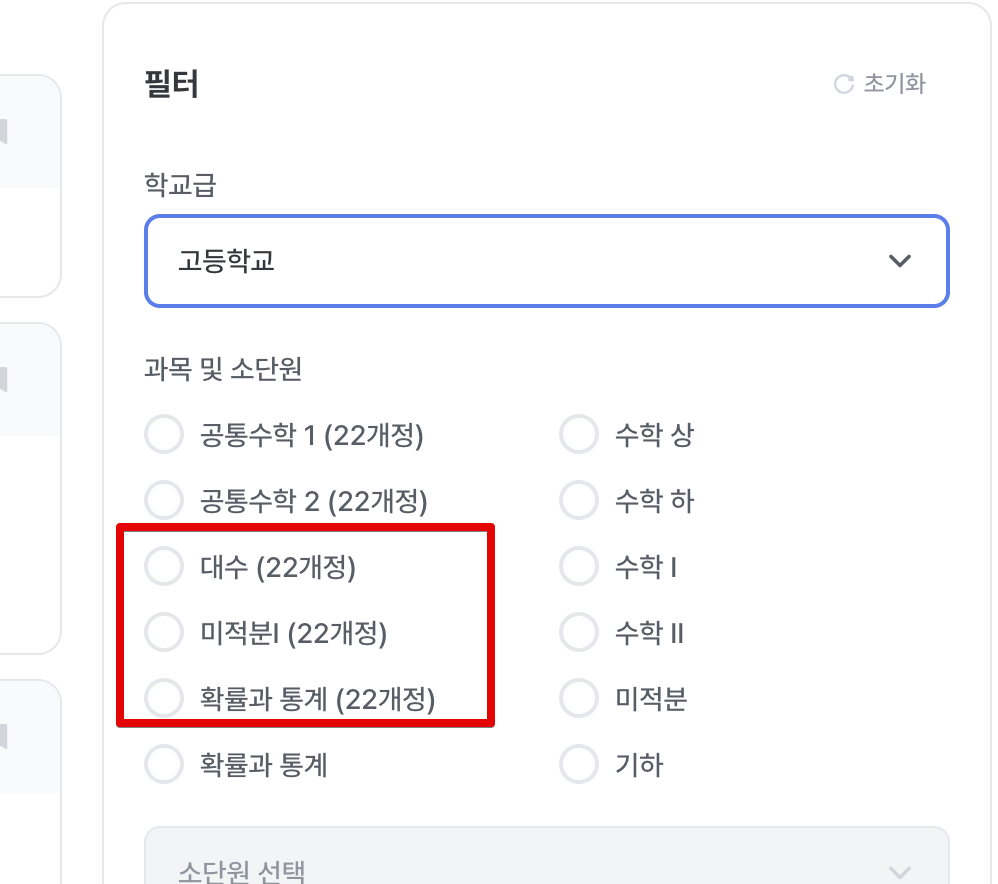 필터
초기화
학교급
고등학교
과목 및 소단원
공통수학 1 (22개정)
수학 상
공통수학 2 (22개정)
수학 하
대수 (22개정)
수학 I
미적분I (22개정)
수학 II
확률과 통계 (22개정)
미적분
확률과 통계
기하
소단원 선택